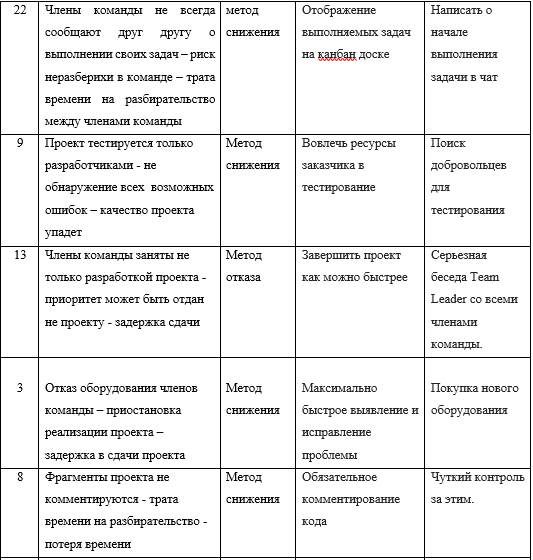 22
Члены команды не всегда
сообщают друг другу о
выполнении своих задач – риск
неразберихи в команде – трата
времени на разбирательство
между членами команды
метод
снижения
Отображение
выполняемых задач
на канбан доске
Написать о
начале
выполнения
задачи в чат
9
Проект тестируется только
разработчиками - не
обнаружение всех возможных
ошибок – качество проекта
упадет
Метод
снижения
Вовлечь ресурсы
заказчика в
тестирование
Поиск
добровольцев
для
тестирования
13
Члены команды заняты не
только разработкой проекта -
приоритет может быть отдан
не проекту - задержка сдачи
Метод
отказа
Завершить проект
как можно быстрее
Серьезная
беседа Team
Leader со всеми
членами
команды.
3
Отказ оборудования членов
команды – приостановка
реализации проекта –
задержка в сдачи проекта
Метод
снижения
Максимально
быстрое выявление и
исправление
проблемы
Покупка нового
оборудования
8
Фрагменты проекта не
комментируются - трата
времени на разбирательство -
потеря времени
Метод
снижения
Обязательное
комментирование
кода
Чуткий контроль
за этим.